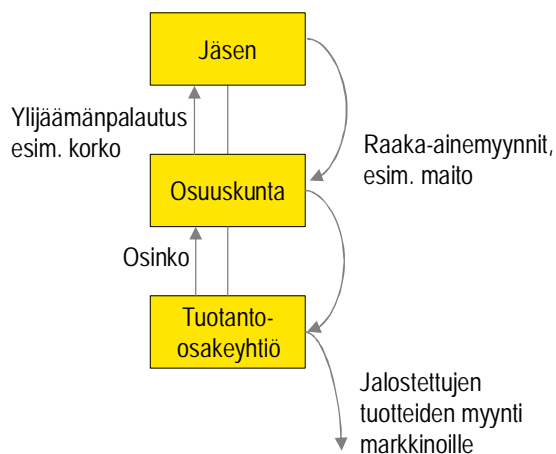 Jäsen
Ylijäämänpalautus
esim. korko
Raaka-ainemyynnit,
esim. maito
Osuuskunta
Osinko
Tuotanto-
osakeyhtiö
Jalostettujen
tuotteiden myynti
markkinoille